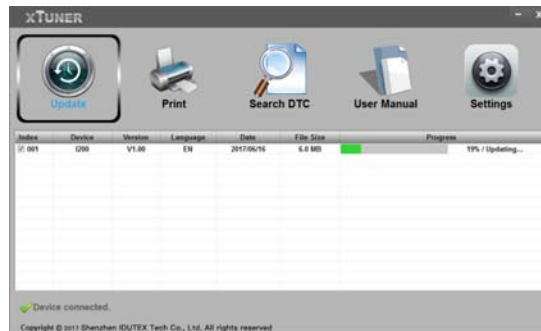 XTUNER
Update Print Search DTC User Manual Settings
Index Device Version Language Date File Size Progress
001 I200 V1.00 EN 2017/06/16 6.0 MB 19% / Updating...
Device connected.
Copyright © 2017 Shenzhen IDUTEX Tech Co., Ltd. All rights reserved